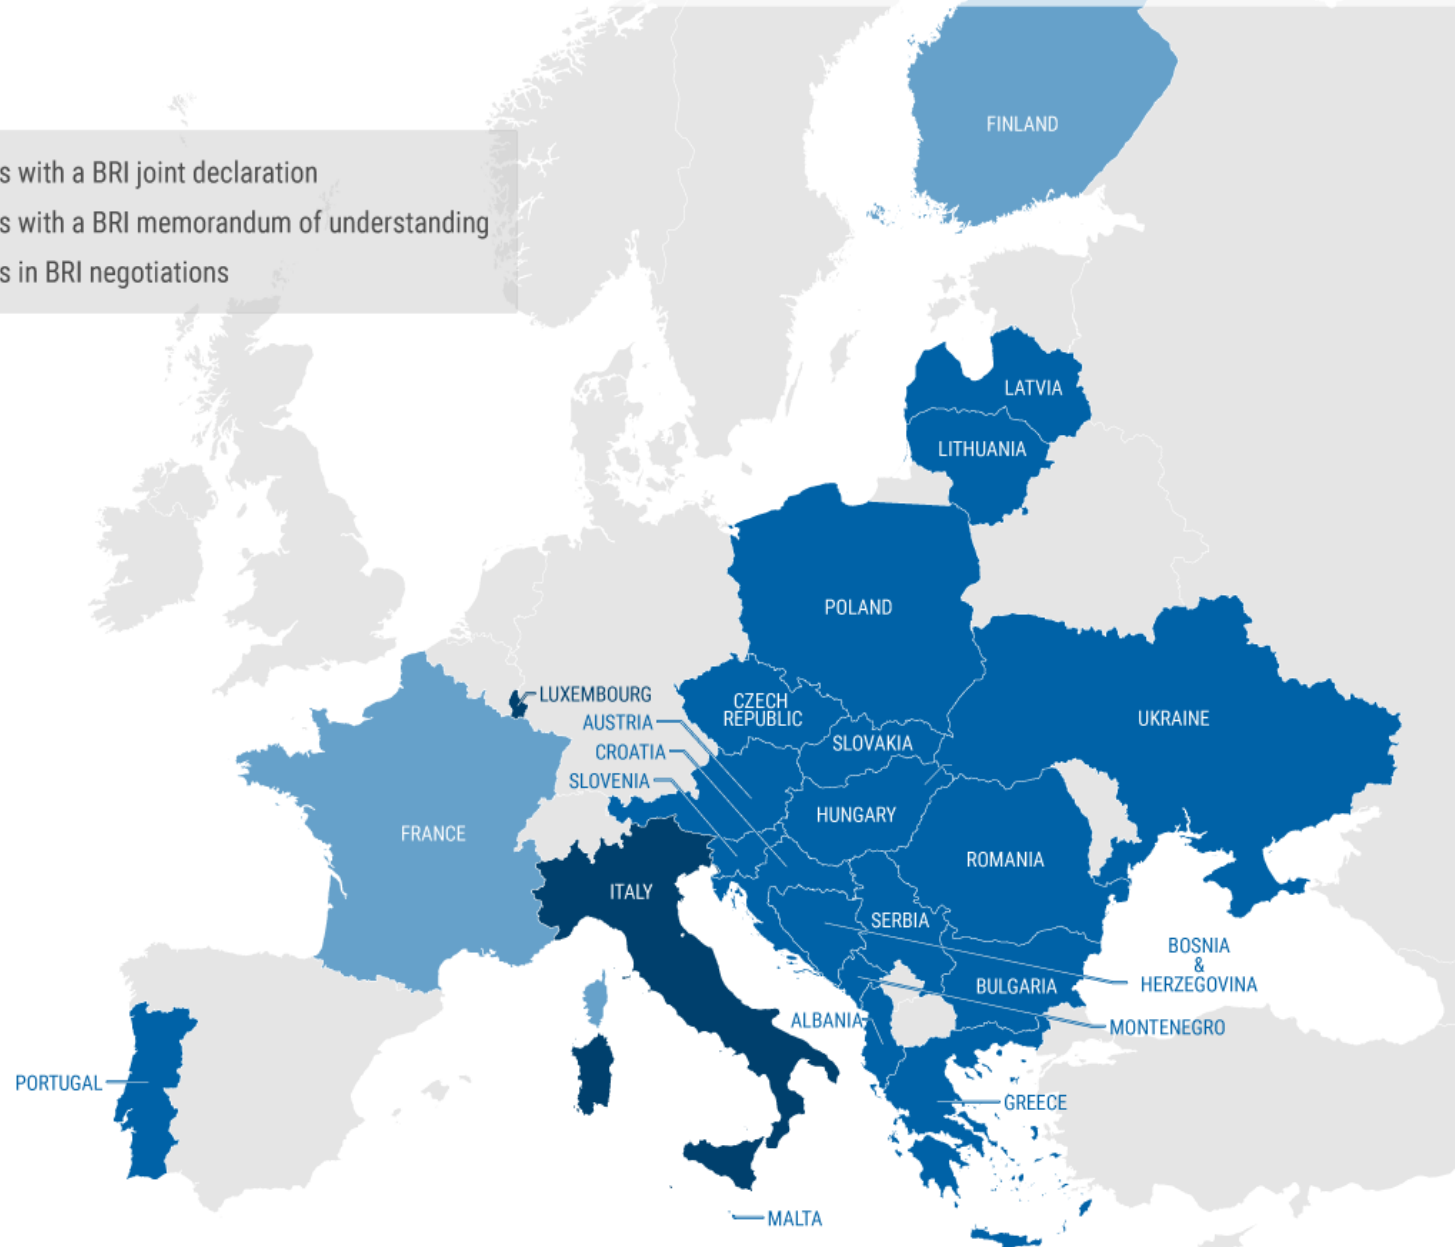 FINLAND
s with a BRI joint declaration
s with a BRI memorandum of understanding
s in BRI negotiations
LATVIA
LITHUANIA
POLAND
LUXEMBOURG
CZECH
REPUBLIC
UKRAINE
AUSTRIA
SLOVAKIA
CROATIA
SLOVENIA
HUNGARY
FRANCE
ROMANIA
ITALY
SERBIA
BOSNIA
&
HERZEGOVINA
BULGARIA
ALBANIA
MONTENEGRO
PORTUGAL
GREECE
MALTA